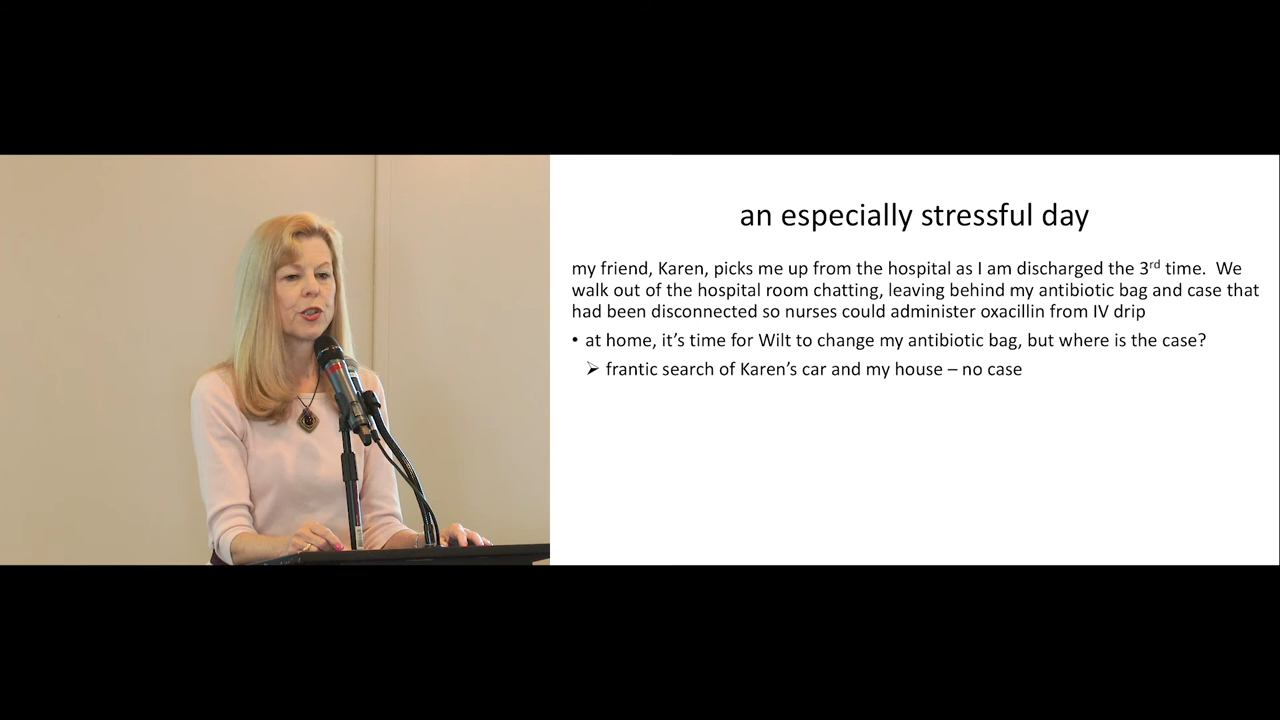 an especially stressful day
my friend, Karen, picks me up from the hospital as I am discharged the 3rd time.  We
walk out of the hospital room chatting, leaving behind my antibiotic bag and case that
had been disconnected so nurses could administer oxacillin from IV drip
• at home, it’s time for Wilt to change my antibiotic bag, but where is the case?
➢ frantic search of Karen’s car and my house – no case